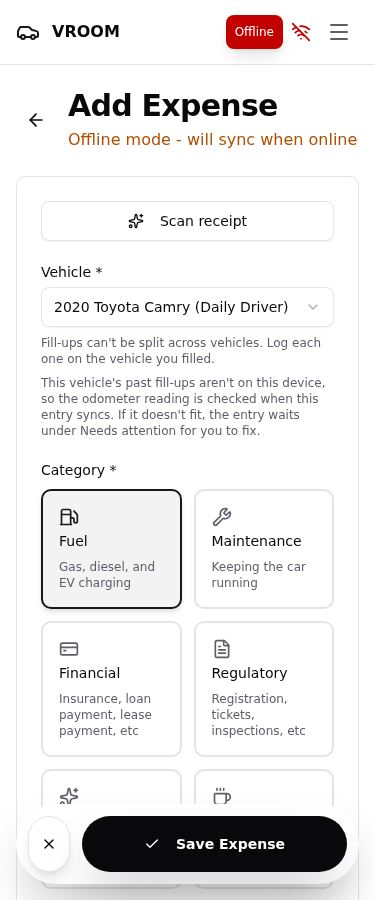 VROOM
Offline
Add Expense
Offline mode - will sync when online
Scan receipt
Vehicle *
2020 Toyota Camry (Daily Driver)
Fill-ups can't be split across vehicles. Log each
one on the vehicle you filled.
This vehicle's past fill-ups aren't on this device,
so the odometer reading is checked when this
entry syncs. If it doesn't fit, the entry waits
under Needs attention for you to fix.
Category *
Fuel
Gas, diesel, and
EV charging
Maintenance
Keeping the car
running
Financial
Insurance, loan
payment, lease
payment, etc
Regulatory
Registration,
tickets,
inspections, etc
Save Expense